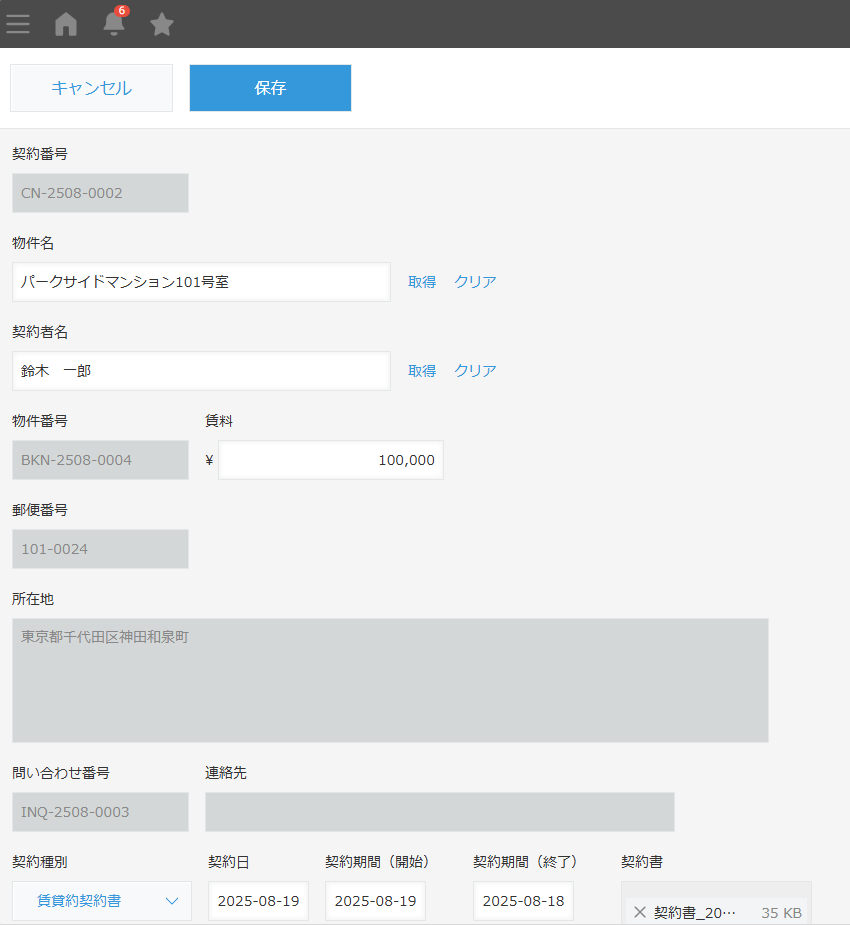 6
キャンセル 保存
契約番号
CN-2508-0002
物件名
パークサイドマンション101号室 取得 クリア
契約者名
鈴木　一郎 取得 クリア
物件番号 賃料
BKN-2508-0004 ¥ 100,000
郵便番号
101-0024
所在地
東京都千代田区神田和泉町
問い合わせ番号 連絡先
INQ-2508-0003
契約種別 契約日 契約期間（開始） 契約期間（終了） 契約書
賃貸約契約書 2025-08-19 2025-08-19 2025-08-18 契約書_20… 35 KB